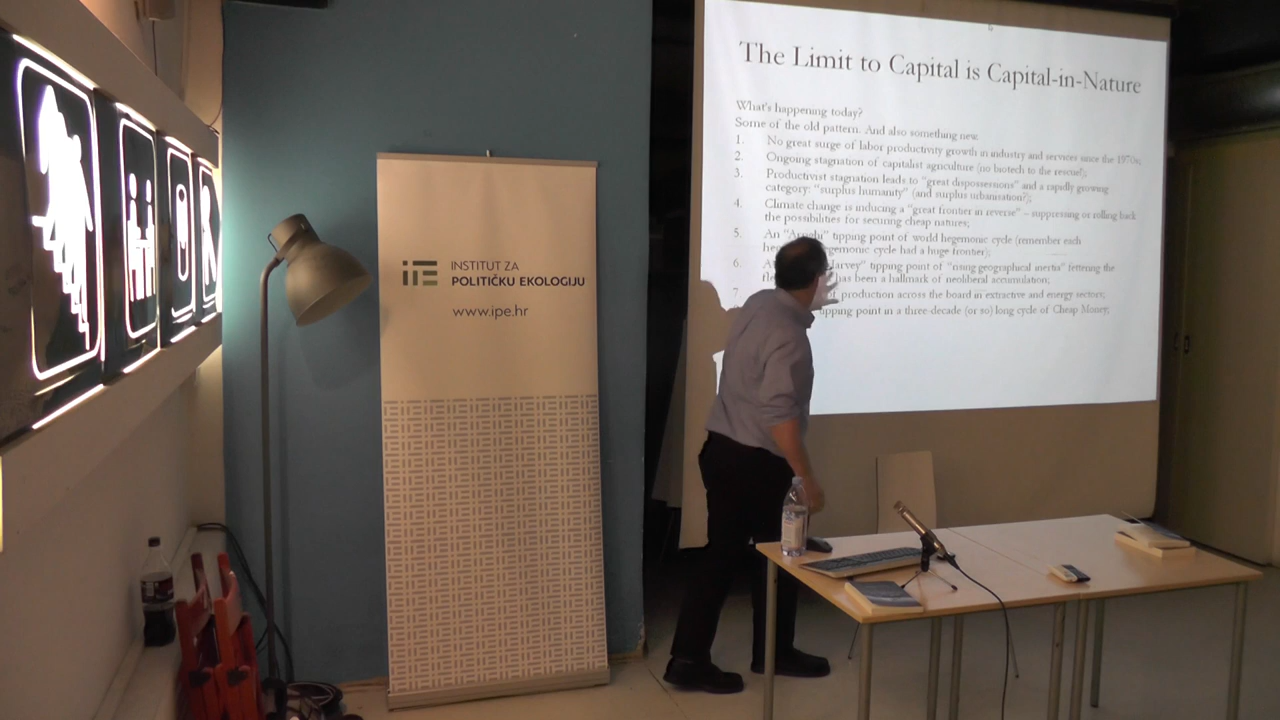 INSTITUT ZA
POLITIČKU EKOLOGIJU
www.ipe.hr
The Limit to Capital is Capital-in-Nature
What's happening today?
Some of the old pattern. And also something new.
1. No great surge of labor productivity growth in industry and services since the 1970s;
2. Ongoing stagnation of capitalist agriculture (no biotech to the rescue!);
3. Productivist stagnation leads to "great dispossessions" and a rapidly growing
category: "surplus humanity" (and surplus urbanisation?);
4. Climate change is inducing a "great frontier in reverse" – suppressing or rolling back
the possibilities for securing cheap natures;
5. An "Arrighi" tipping point of world hegemonic cycle (remember each
hegemonic cycle had a huge frontier);
6. Harvey" tipping point of "rising geographical inertia" fettering the
has been a hallmark of neoliberal accumulation;
7 of production across the board in extractive and energy sectors;
tipping point in a three-decade (or so) long cycle of Cheap Money;